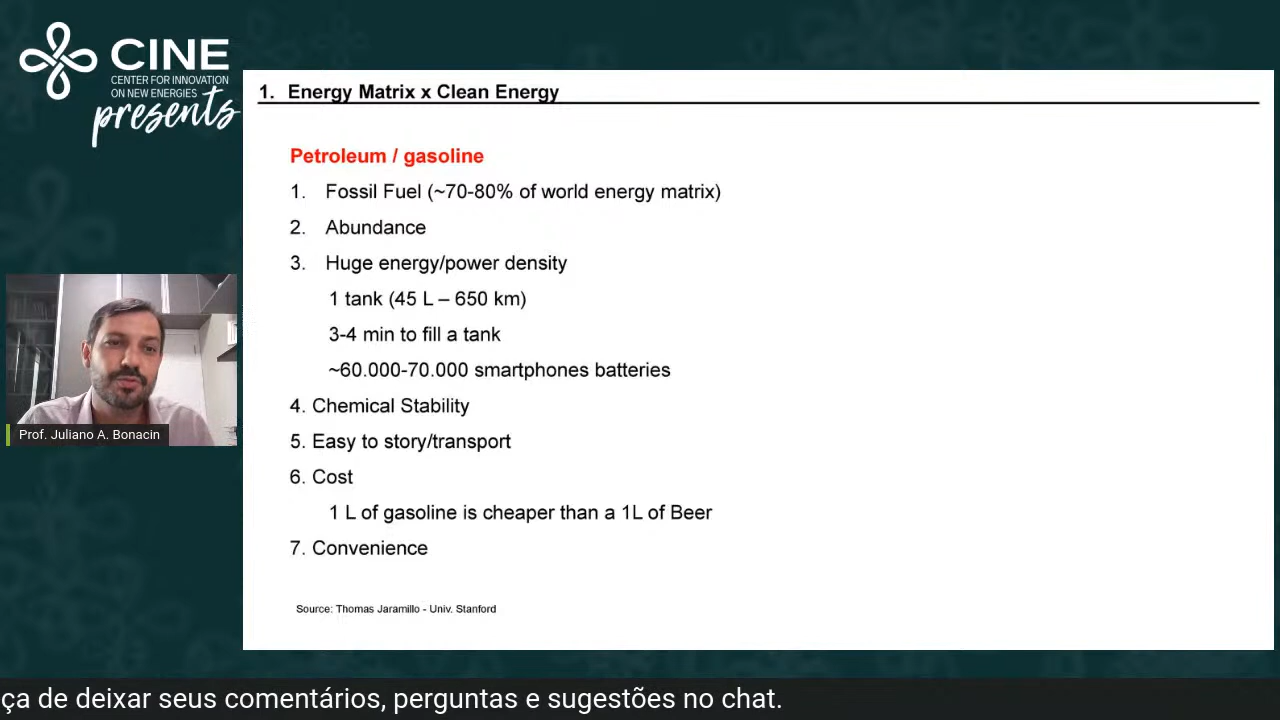 CINE
CENTER FOR INNOVATION
ON NEW ENERGIES
presents
1. Energy Matrix x Clean Energy
Petroleum / gasoline
1. Fossil Fuel (~70-80% of world energy matrix)
2. Abundance
3. Huge energy/power density
1 tank (45 L – 650 km)
3-4 min to fill a tank
~60.000-70.000 smartphones batteries
4. Chemical Stability
5. Easy to story/transport
6. Cost
1 L of gasoline is cheaper than a 1L of Beer
7. Convenience
Source: Thomas Jaramillo - Univ. Stanford
Prof. Juliano A. Bonacin
ça de deixar seus comentários, perguntas e sugestões no chat.